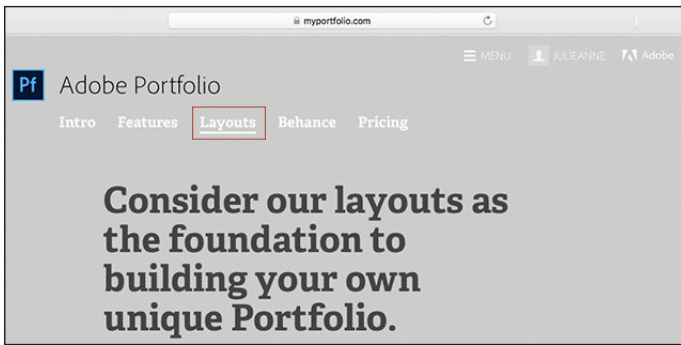 myportfolio.com
MENU JULIEANNE Adobe
Pf Adobe Portfolio
Intro Features Layouts Behance Pricing
Consider our layouts as
the foundation to
building your own
unique Portfolio.